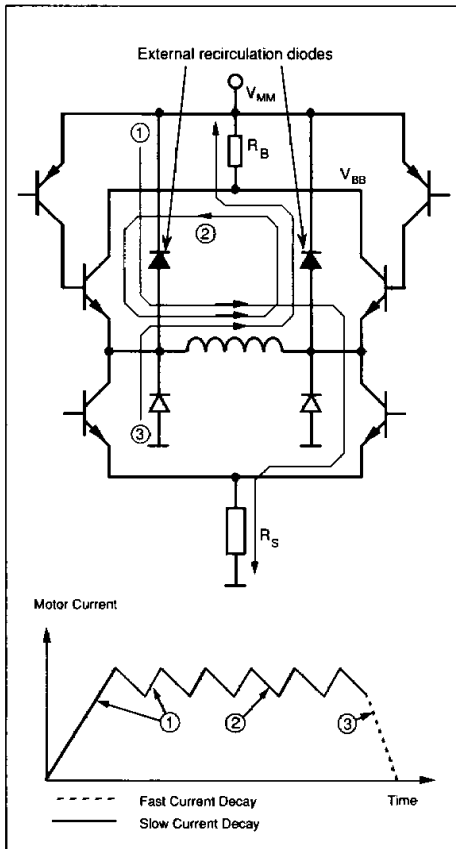 External recirculation diodes
V_MM
①
R_B
V_BB
②
③
R_S
Motor Current
①
②
③
Fast Current Decay
Time
Slow Current Decay